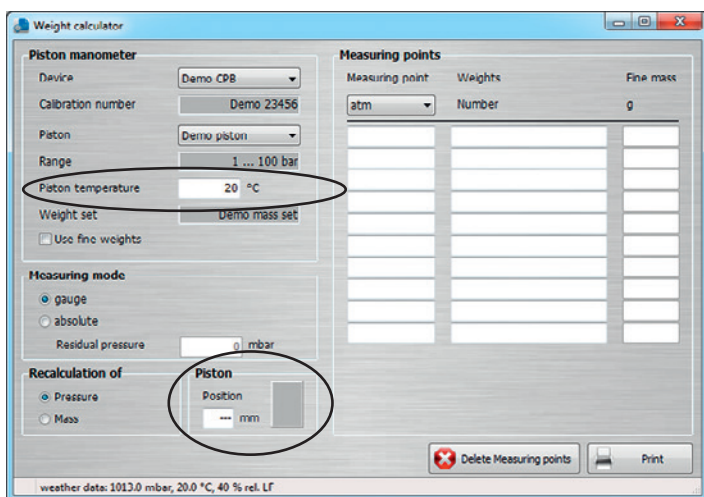 Weight calculator
Piston manometer
Device Demo CPB
Calibration number Demo 23456
Piston Demo piston
Range 1 ... 100 bar
Piston temperature 20 °C
Weight set Demo mass set
Use fine weights
Measuring mode
gauge
absolute
Residual pressure 0 mbar
Recalculation of
Pressure
Mass
Piston
Position
--- mm
Measuring points
Measuring point Weights Fine mass
atm Number g
Delete Measuring points Print
weather data: 1013.0 mbar, 20.0 °C, 40 % rel. LF